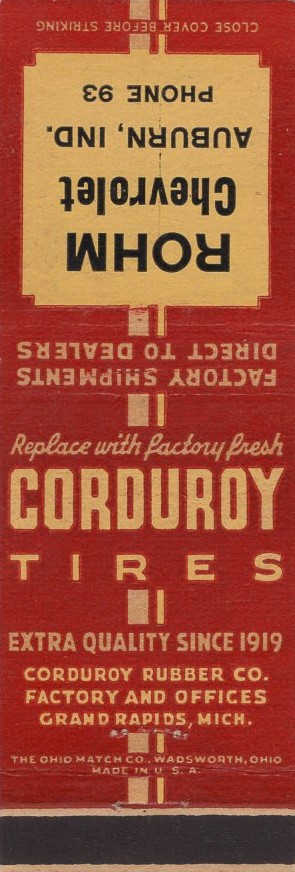 CLOSE COVER BEFORE STRIKING
ROHM
Chevrolet
AUBURN, IND.
PHONE 93
FACTORY SHIPMENTS
DIRECT TO DEALERS
Replace with factory fresh
CORDUROY
TIRES
EXTRA QUALITY SINCE 1919
CORDUROY RUBBER CO.
FACTORY AND OFFICES
GRAND RAPIDS, MICH.
THE OHIO MATCH CO., WADSWORTH, OHIO
MADE IN U. S. A.